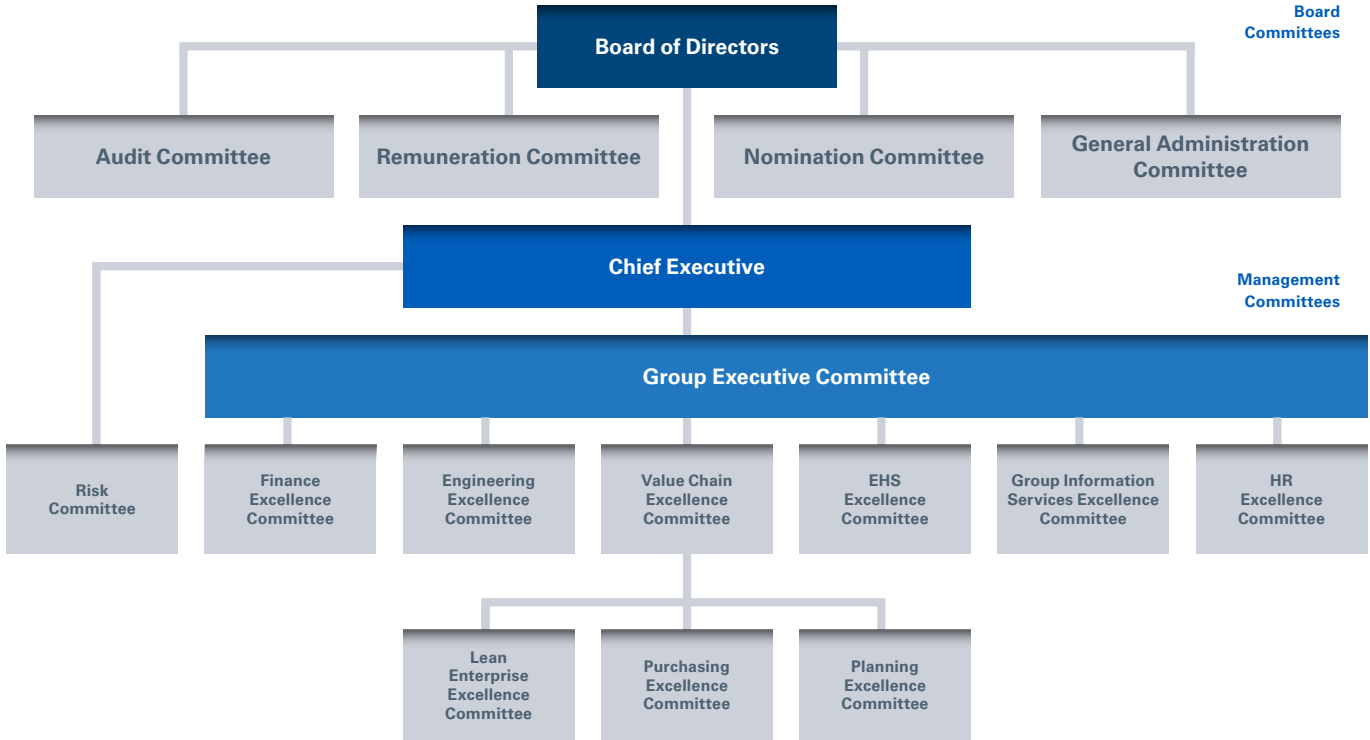 Board
Committees
Board of Directors
Audit Committee
Remuneration Committee
Nomination Committee
General Administration
Committee
Chief Executive
Management
Committees
Group Executive Committee
Risk
Committee
Finance
Excellence
Committee
Engineering
Excellence
Committee
Value Chain
Excellence
Committee
EHS
Excellence
Committee
Group Information
Services Excellence
Committee
HR
Excellence
Committee
Lean
Enterprise
Excellence
Committee
Purchasing
Excellence
Committee
Planning
Excellence
Committee